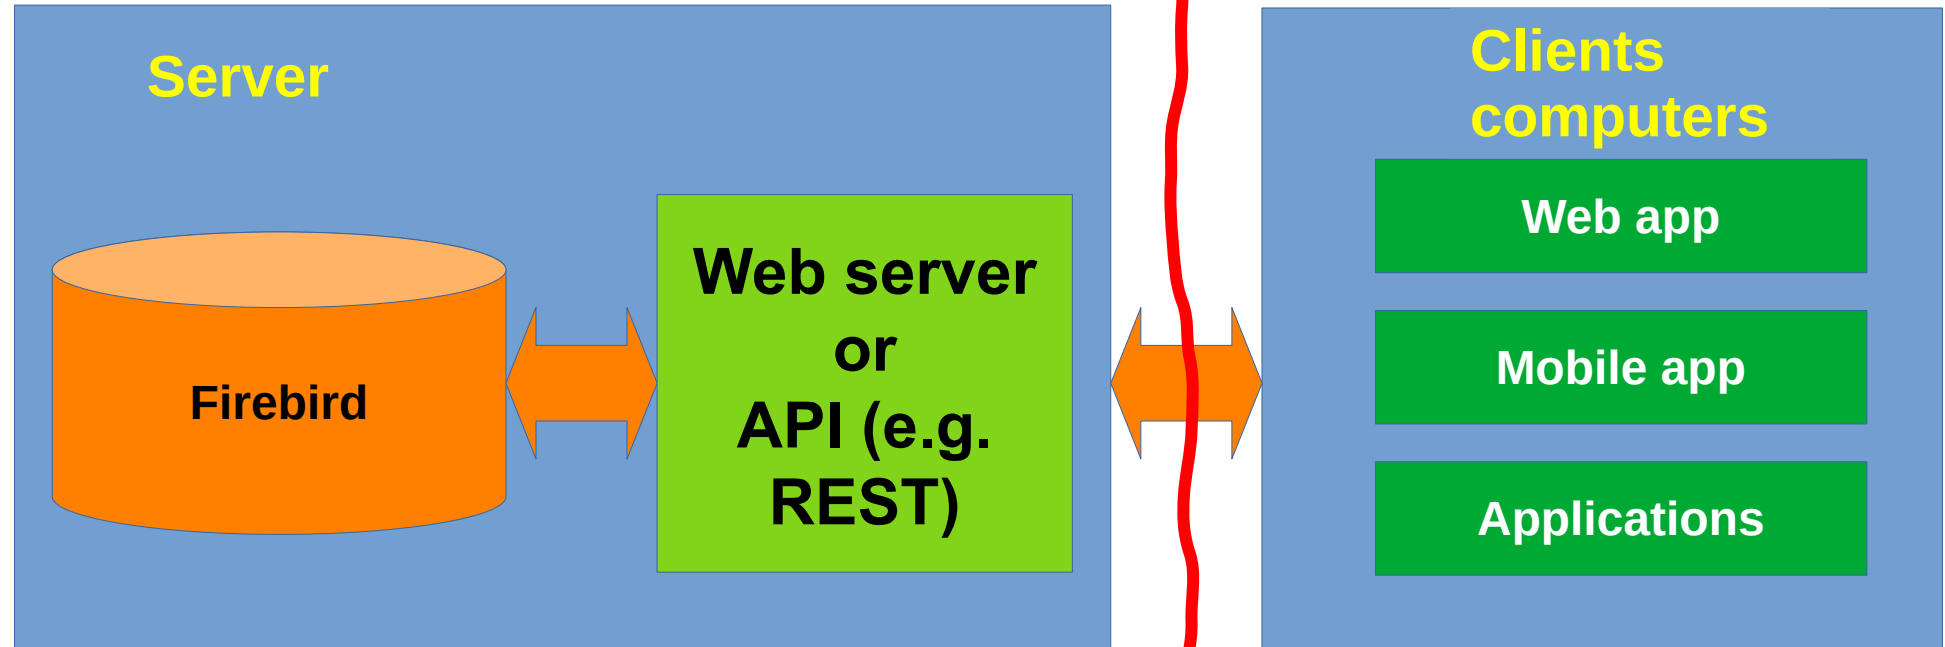 Server
Firebird
Web server
or
API (e.g.
REST)
Clients
computers
Web app
Mobile app
Applications